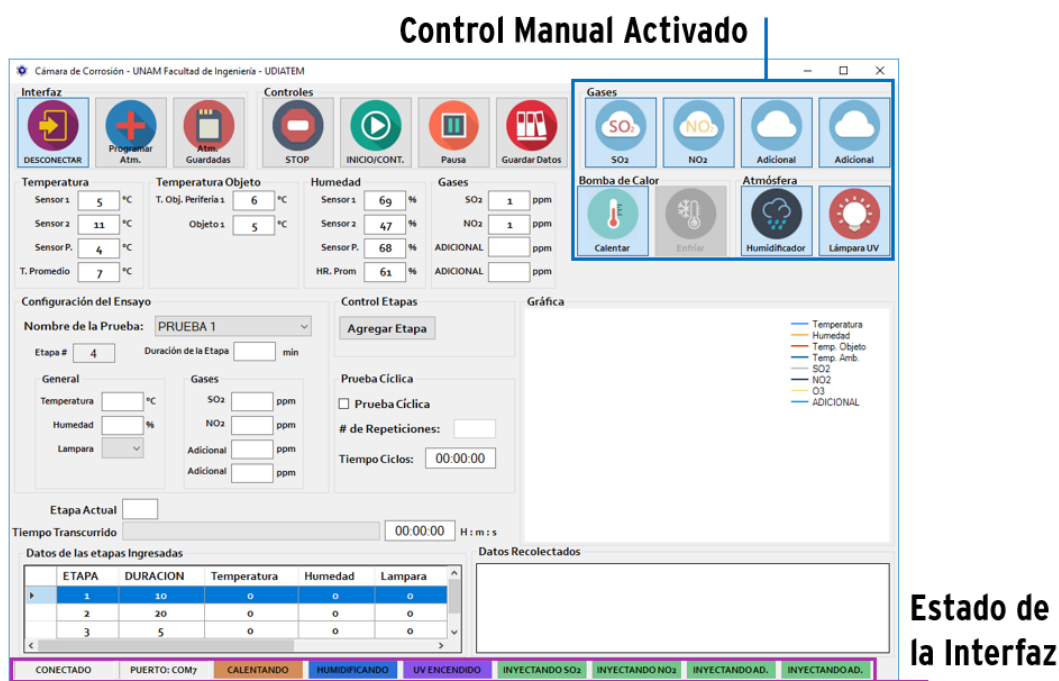 Control Manual Activado
Cámara de Corrosión - UNAM Facultad de Ingeniería - UDIATEM
Interfaz
Controles
Gases
SO₂
NO₂
DESCONECTAR
Programar Atm.
Atm. Guardadas
STOP
INICIO/CONT.
Pausa
Guardar Datos
SO2
NO2
Adicional
Adicional
Temperatura
Sensor 1 5 °C
Sensor 2 11 °C
Sensor P. 4 °C
T. Promedio 7 °C
Temperatura Objeto
T. Obj. Periferia 1 6 °C
Objeto 1 5 °C
Humedad
Sensor 1 69 %
Sensor 2 47 %
Sensor P. 68 %
HR. Prom 61 %
Gases
SO2 1 ppm
NO2 1 ppm
ADICIONAL ppm
ADICIONAL ppm
Bomba de Calor
Calentar
Enfriar
Atmósfera
Humidificador
Lámpara UV
Configuración del Ensayo
Nombre de la Prueba: PRUEBA 1
Etapa # 4 Duración de la Etapa min
General
Temperatura °C
Humedad %
Lampara
Gases
SO2 ppm
NO2 ppm
Adicional ppm
Adicional ppm
Control Etapas
Agregar Etapa
Prueba Cíclica
Prueba Cíclica
# de Repeticiones:
Tiempo Ciclos: 00:00:00
Gráfica
Temperatura
Humedad
Temp. Objeto
Temp. Amb.
SO2
NO2
O3
ADICIONAL
Etapa Actual
Tiempo Transcurrido 00:00:00 H : m : s
Datos de las etapas Ingresadas
ETAPA DURACION Temperatura Humedad Lampara
1 10 0 0 0
2 20 0 0 0
3 5 0 0 0
Datos Recolectados
Estado de
la Interfaz
CONECTADO PUERTO: COM7 CALENTANDO HUMIDIFICANDO UV ENCENDIDO INYECTANDO SO2 INYECTANDO NO2 INYECTANDO AD. INYECTANDO AD.